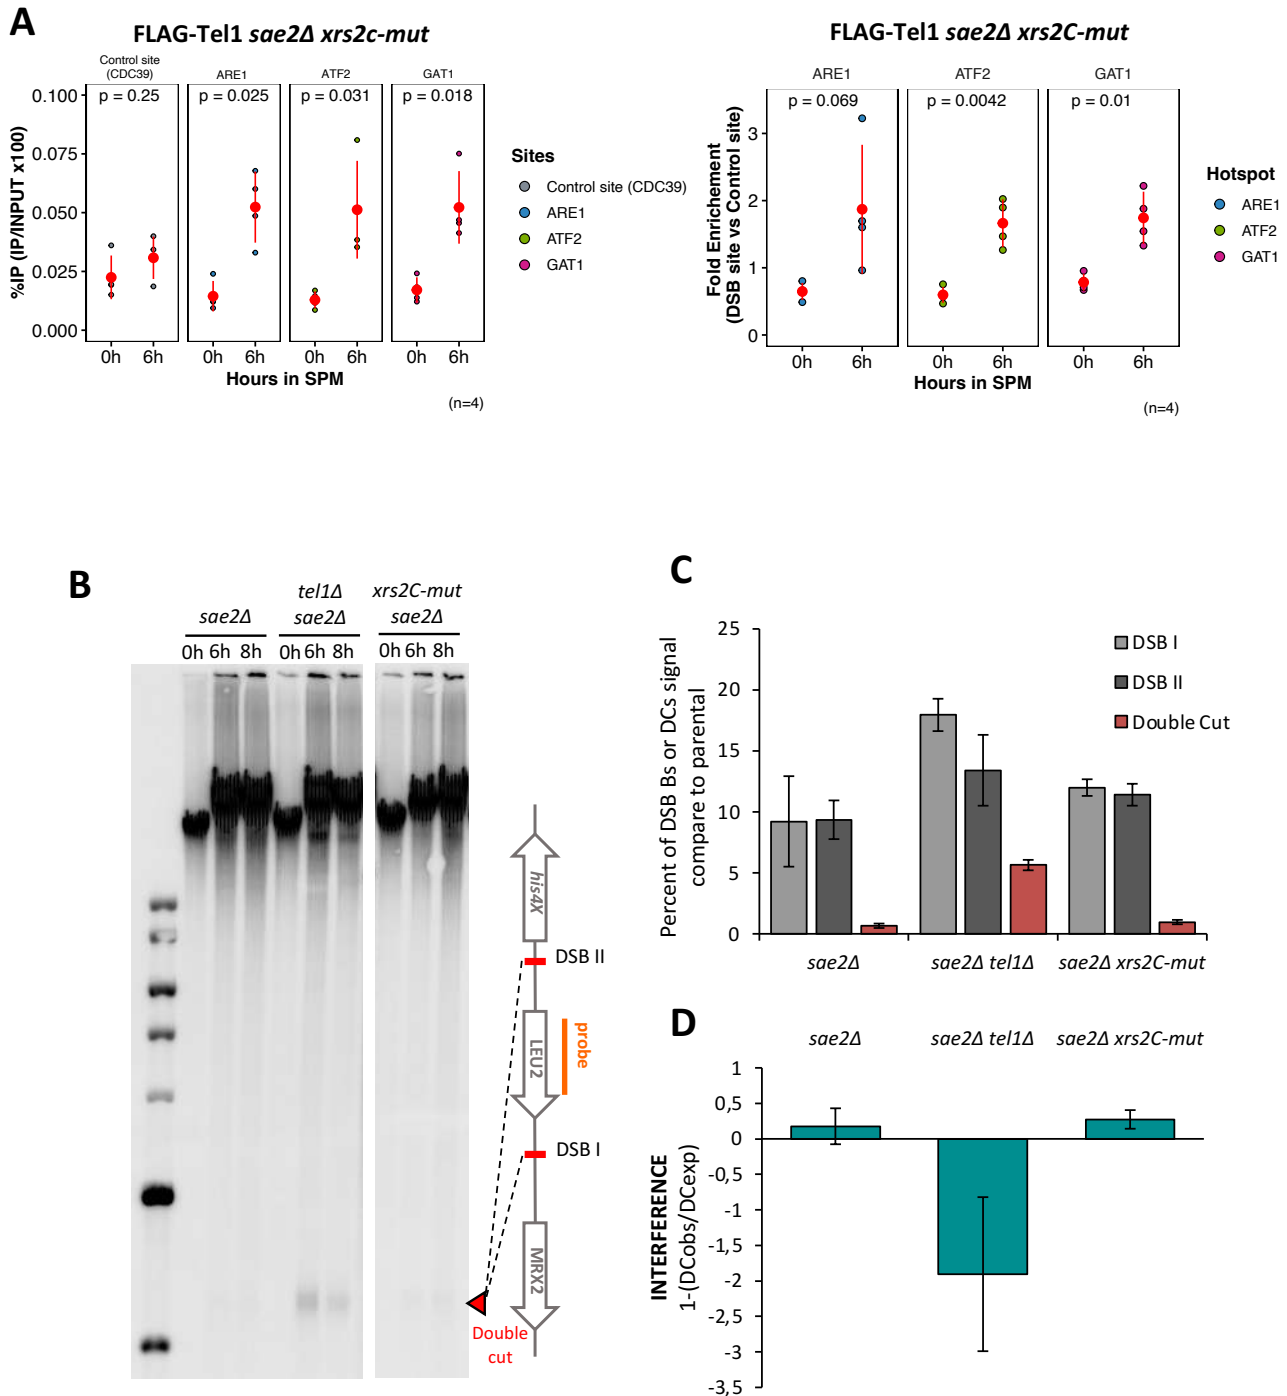 A
FLAG-Tel1 sae2Δ xrs2c-mut
Control site
(CDC39)
ARE1
ATF2
GAT1
p = 0.25
p = 0.025
p = 0.031
p = 0.018
%IP (IP/INPUT x100)
0.100
0.075
0.050
0.025
0.000
0h 6h 0h 6h 0h 6h 0h 6h
Hours in SPM
(n=4)
Sites
Control site (CDC39)
ARE1
ATF2
GAT1
FLAG-Tel1 sae2Δ xrs2C-mut
ARE1
ATF2
GAT1
p = 0.069
p = 0.0042
p = 0.01
Fold Enrichement
(DSB site vs Control site)
3
2
1
0
0h 6h 0h 6h 0h 6h
Hours in SPM
(n=4)
Hotspot
ARE1
ATF2
GAT1
B
sae2Δ
tel1Δ
sae2Δ
xrs2C-mut
sae2Δ
0h 6h 8h 0h 6h 8h 0h 6h 8h
his4X
DSB II
LEU2
probe
DSB I
MRX2
Double
cut
C
Percent of DSB Bs or DCs signal
compare to parental
25
20
15
10
5
0
DSB I
DSB II
Double Cut
sae2Δ
sae2Δ tel1Δ
sae2Δ xrs2C-mut
D
sae2Δ
sae2Δ tel1Δ
sae2Δ xrs2C-mut
INTERFERENCE
1-(DCobs/DCexp)
1
0,5
0
-0,5
-1
-1,5
-2
-2,5
-3
-3,5